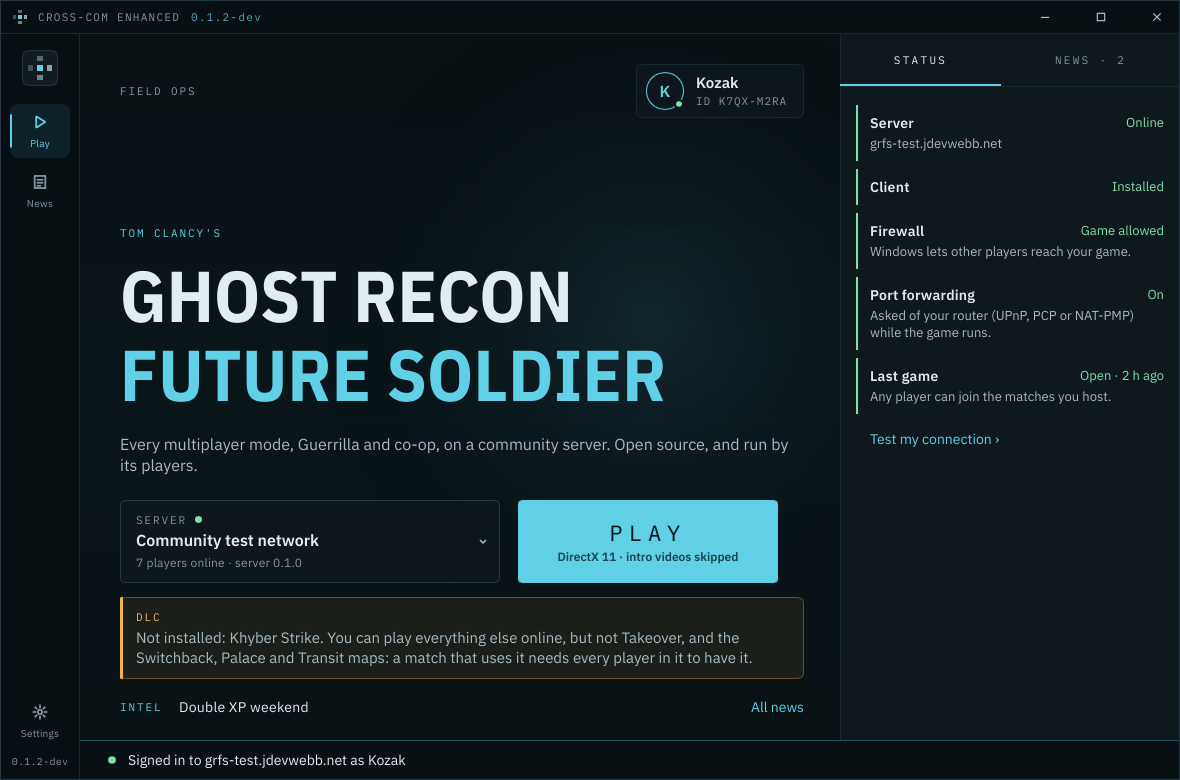 CROSS-COM ENHANCED 0.1.2-dev
Play
News
Settings
0.1.2-dev
FIELD OPS
K
Kozak
ID K7QX-M2RA
TOM CLANCY'S
GHOST RECON
FUTURE SOLDIER
Every multiplayer mode, Guerrilla and co-op, on a community server. Open source, and run by
its players.
SERVER
Community test network
7 players online · server 0.1.0
PLAY
DirectX 11 · intro videos skipped
DLC
Not installed: Khyber Strike. You can play everything else online, but not Takeover, and the
Switchback, Palace and Transit maps: a match that uses it needs every player in it to have it.
INTEL Double XP weekend All news
STATUS NEWS · 2
Server Online
grfs-test.jdevwebb.net
Client Installed
Firewall Game allowed
Windows lets other players reach your game.
Port forwarding On
Asked of your router (UPnP, PCP or NAT-PMP)
while the game runs.
Last game Open · 2 h ago
Any player can join the matches you host.
Test my connection ›
Signed in to grfs-test.jdevwebb.net as Kozak